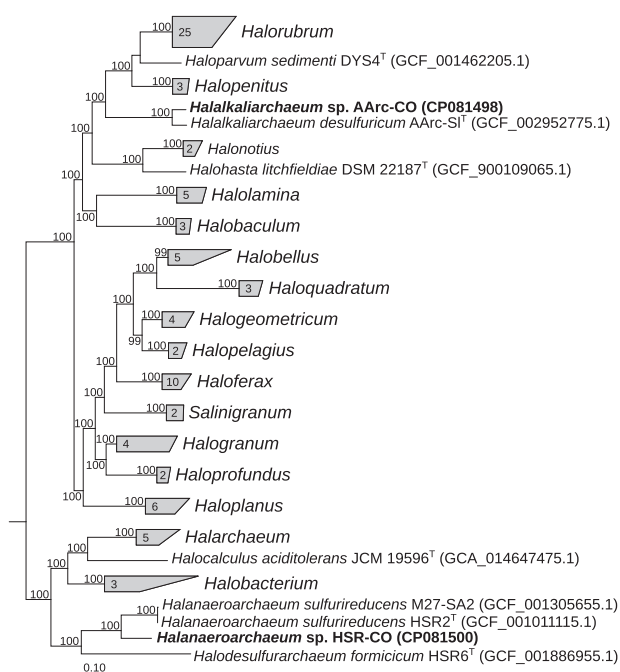 100 25 Halorubrum
Haloparvum sedimenti DYS4T (GCF_001462205.1)
100
100
100 3 Halopenitus
100
Halalkaliarchaeum sp. AArc-CO (CP081498)
100
Halalkaliarchaeum desulfuricum AArc-SlT (GCF_002952775.1)
100
100 2 Halonotius
100
Halohasta litchfieldiae DSM 22187T (GCF_900109065.1)
100
100 5 Halolamina
100
100 3 Halobaculum
100
99 5 Halobellus
100
100 3 Haloquadratum
100
100 4 Halogeometricum
99
100 2 Halopelagius
100
100 10 Haloferax
100
100 2 Salinigranum
100
100 4 Halogranum
100
100 2 Haloprofundus
100
100 6 Haloplanus
100 5 Halarchaeum
100
Halocalculus aciditolerans JCM 19596T (GCA_014647475.1)
100
100 3 Halobacterium
100
Halanaeroarchaeum sulfurireducens M27-SA2 (GCF_001305655.1)
100
Halanaeroarchaeum sulfurireducens HSR2T (GCF_001011115.1)
100
Halanaeroarchaeum sp. HSR-CO (CP081500)
100
Halodesulfurarchaeum formicicum HSR6T (GCF_001886955.1)
0.10